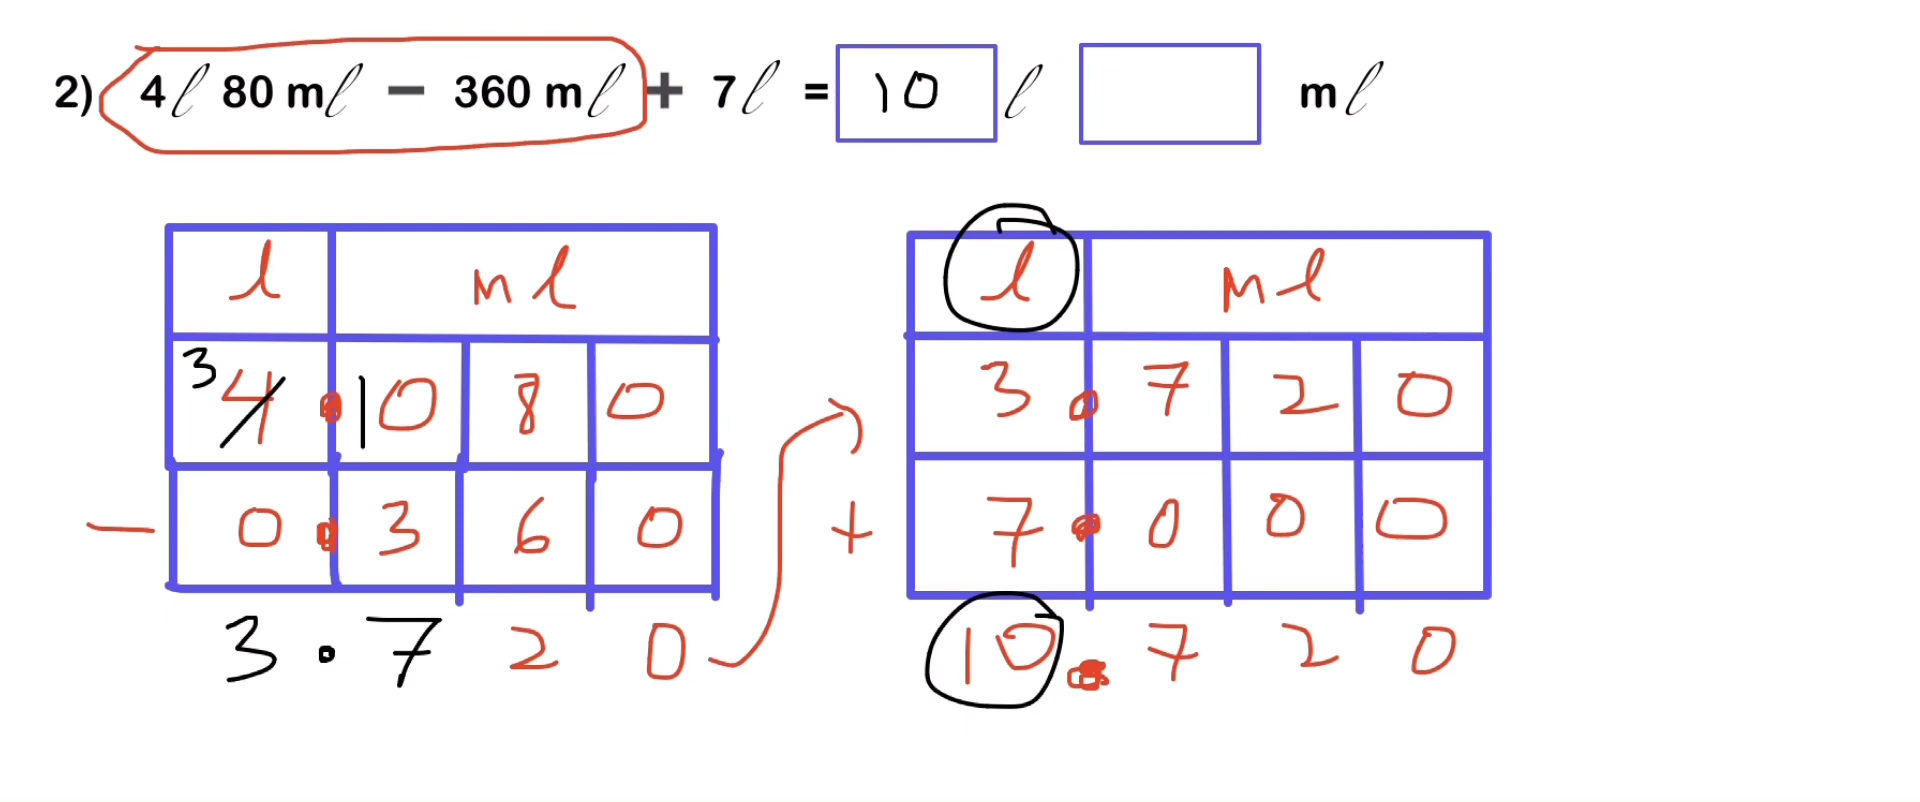 2) 4ℓ 80 mℓ − 360 mℓ + 7ℓ = 10 ℓ mℓ
l ml
3 4 . 10 8 0
− 0 . 3 6 0
3 . 7 2 0
l ml
3 . 7 2 0
+ 7 . 0 0 0
10 . 7 2 0